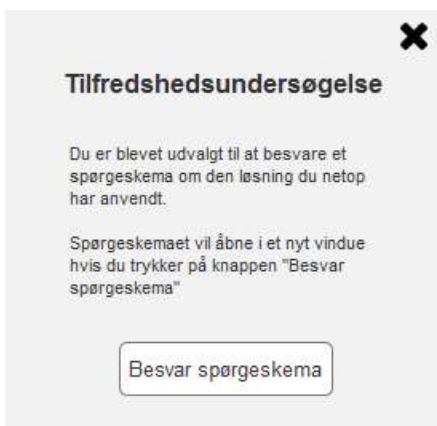 Tilfredshedsundersøgelse
Du er blevet udvalgt til at besvare et
spørgeskema om den løsning du netop
har anvendt.
Spørgeskemaet vil åbne i et nyt vindue
hvis du trykker på knappen "Besvar
spørgeskema"
Besvar spørgeskema